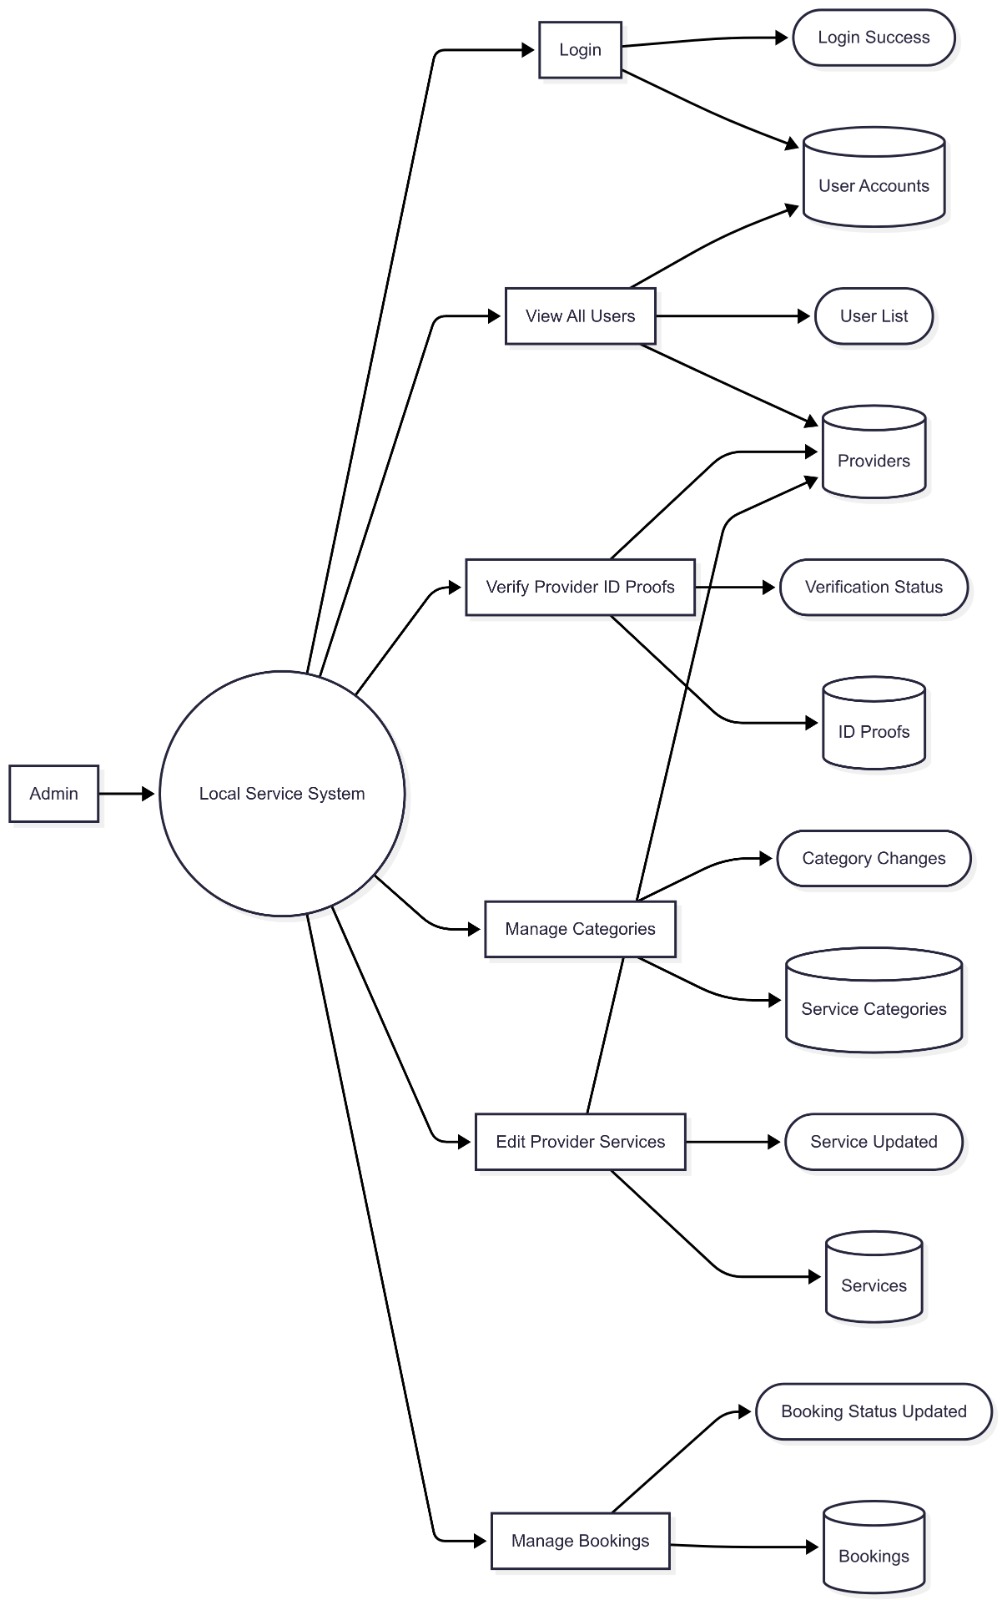 Login
Login Success
User Accounts
View All Users
User List
Providers
Verify Provider ID Proofs
Verification Status
ID Proofs
Admin
Local Service System
Category Changes
Manage Categories
Service Categories
Edit Provider Services
Service Updated
Services
Booking Status Updated
Manage Bookings
Bookings